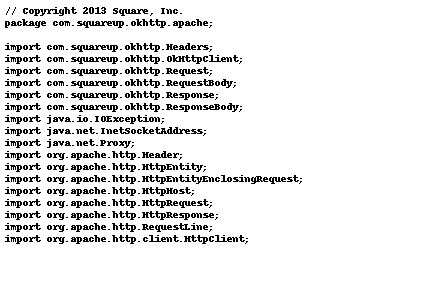 // Copyright 2013 Square, Inc.
package com.squareup.okhttp.apache;

import com.squareup.okhttp.Headers;
import com.squareup.okhttp.OkHttpClient;
import com.squareup.okhttp.Request;
import com.squareup.okhttp.RequestBody;
import com.squareup.okhttp.Response;
import com.squareup.okhttp.ResponseBody;
import java.io.IOException;
import java.net.InetSocketAddress;
import java.net.Proxy;
import org.apache.http.Header;
import org.apache.http.HttpEntity;
import org.apache.http.HttpEntityEnclosingRequest;
import org.apache.http.HttpHost;
import org.apache.http.HttpRequest;
import org.apache.http.HttpResponse;
import org.apache.http.RequestLine;
import org.apache.http.client.HttpClient;